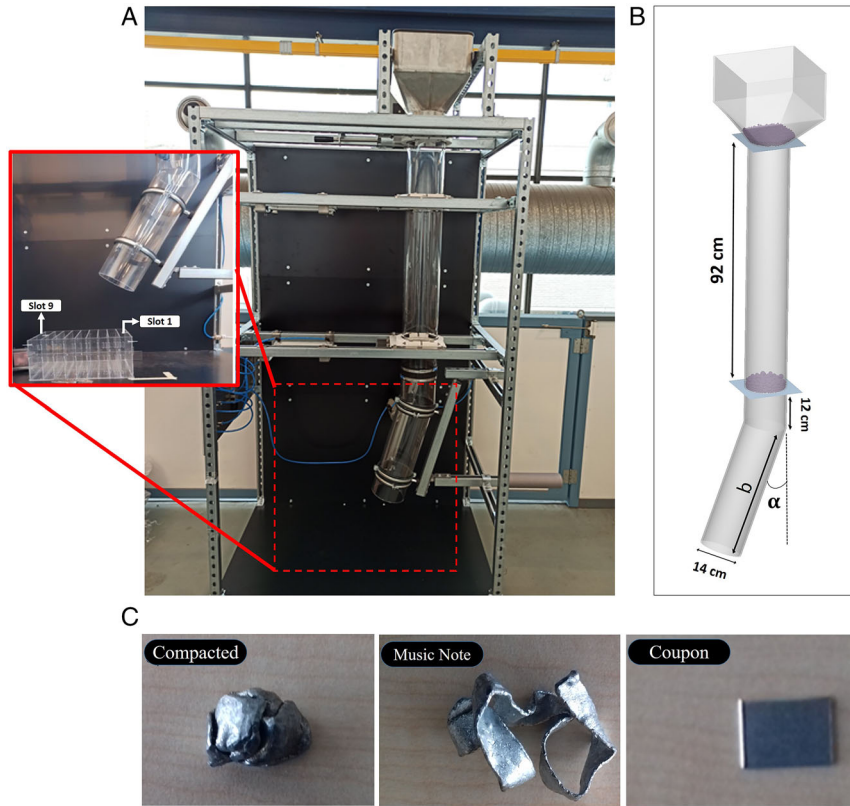 A
B
Slot 9
Slot 1
92 cm
12 cm
b
α
14 cm
C
Compacted
Music Note
Coupon